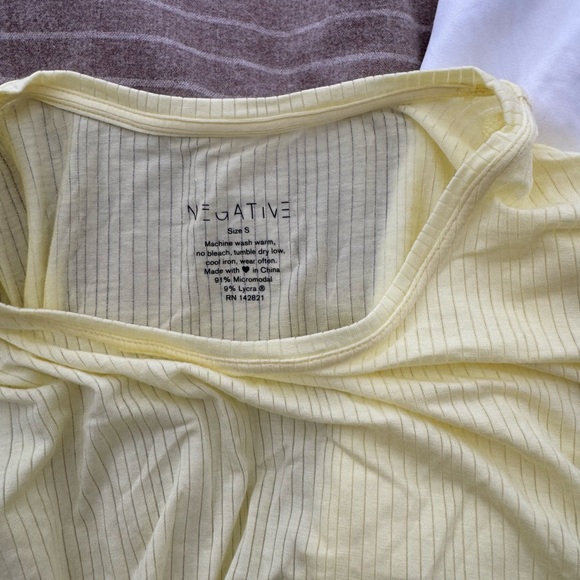 NEGATIVE
Size S
Machine wash warm,
no bleach, tumble dry low,
cool iron, wear often.
Made with ♥ in China
91% Micromodal
9% Lycra ®
RN 142821